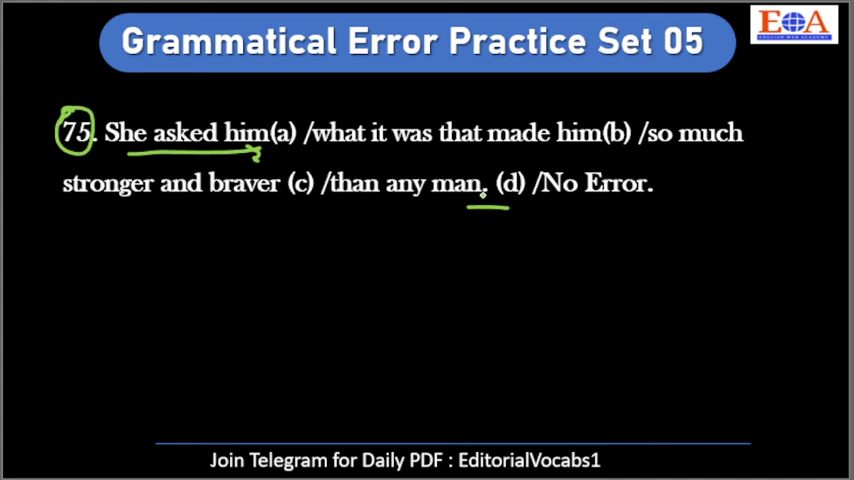 Grammatical Error Practice Set 05
EOA
75. She asked him(a) /what it was that made him(b) /so much
stronger and braver (c) /than any man. (d) /No Error.
Join Telegram for Daily PDF : EditorialVocabs1